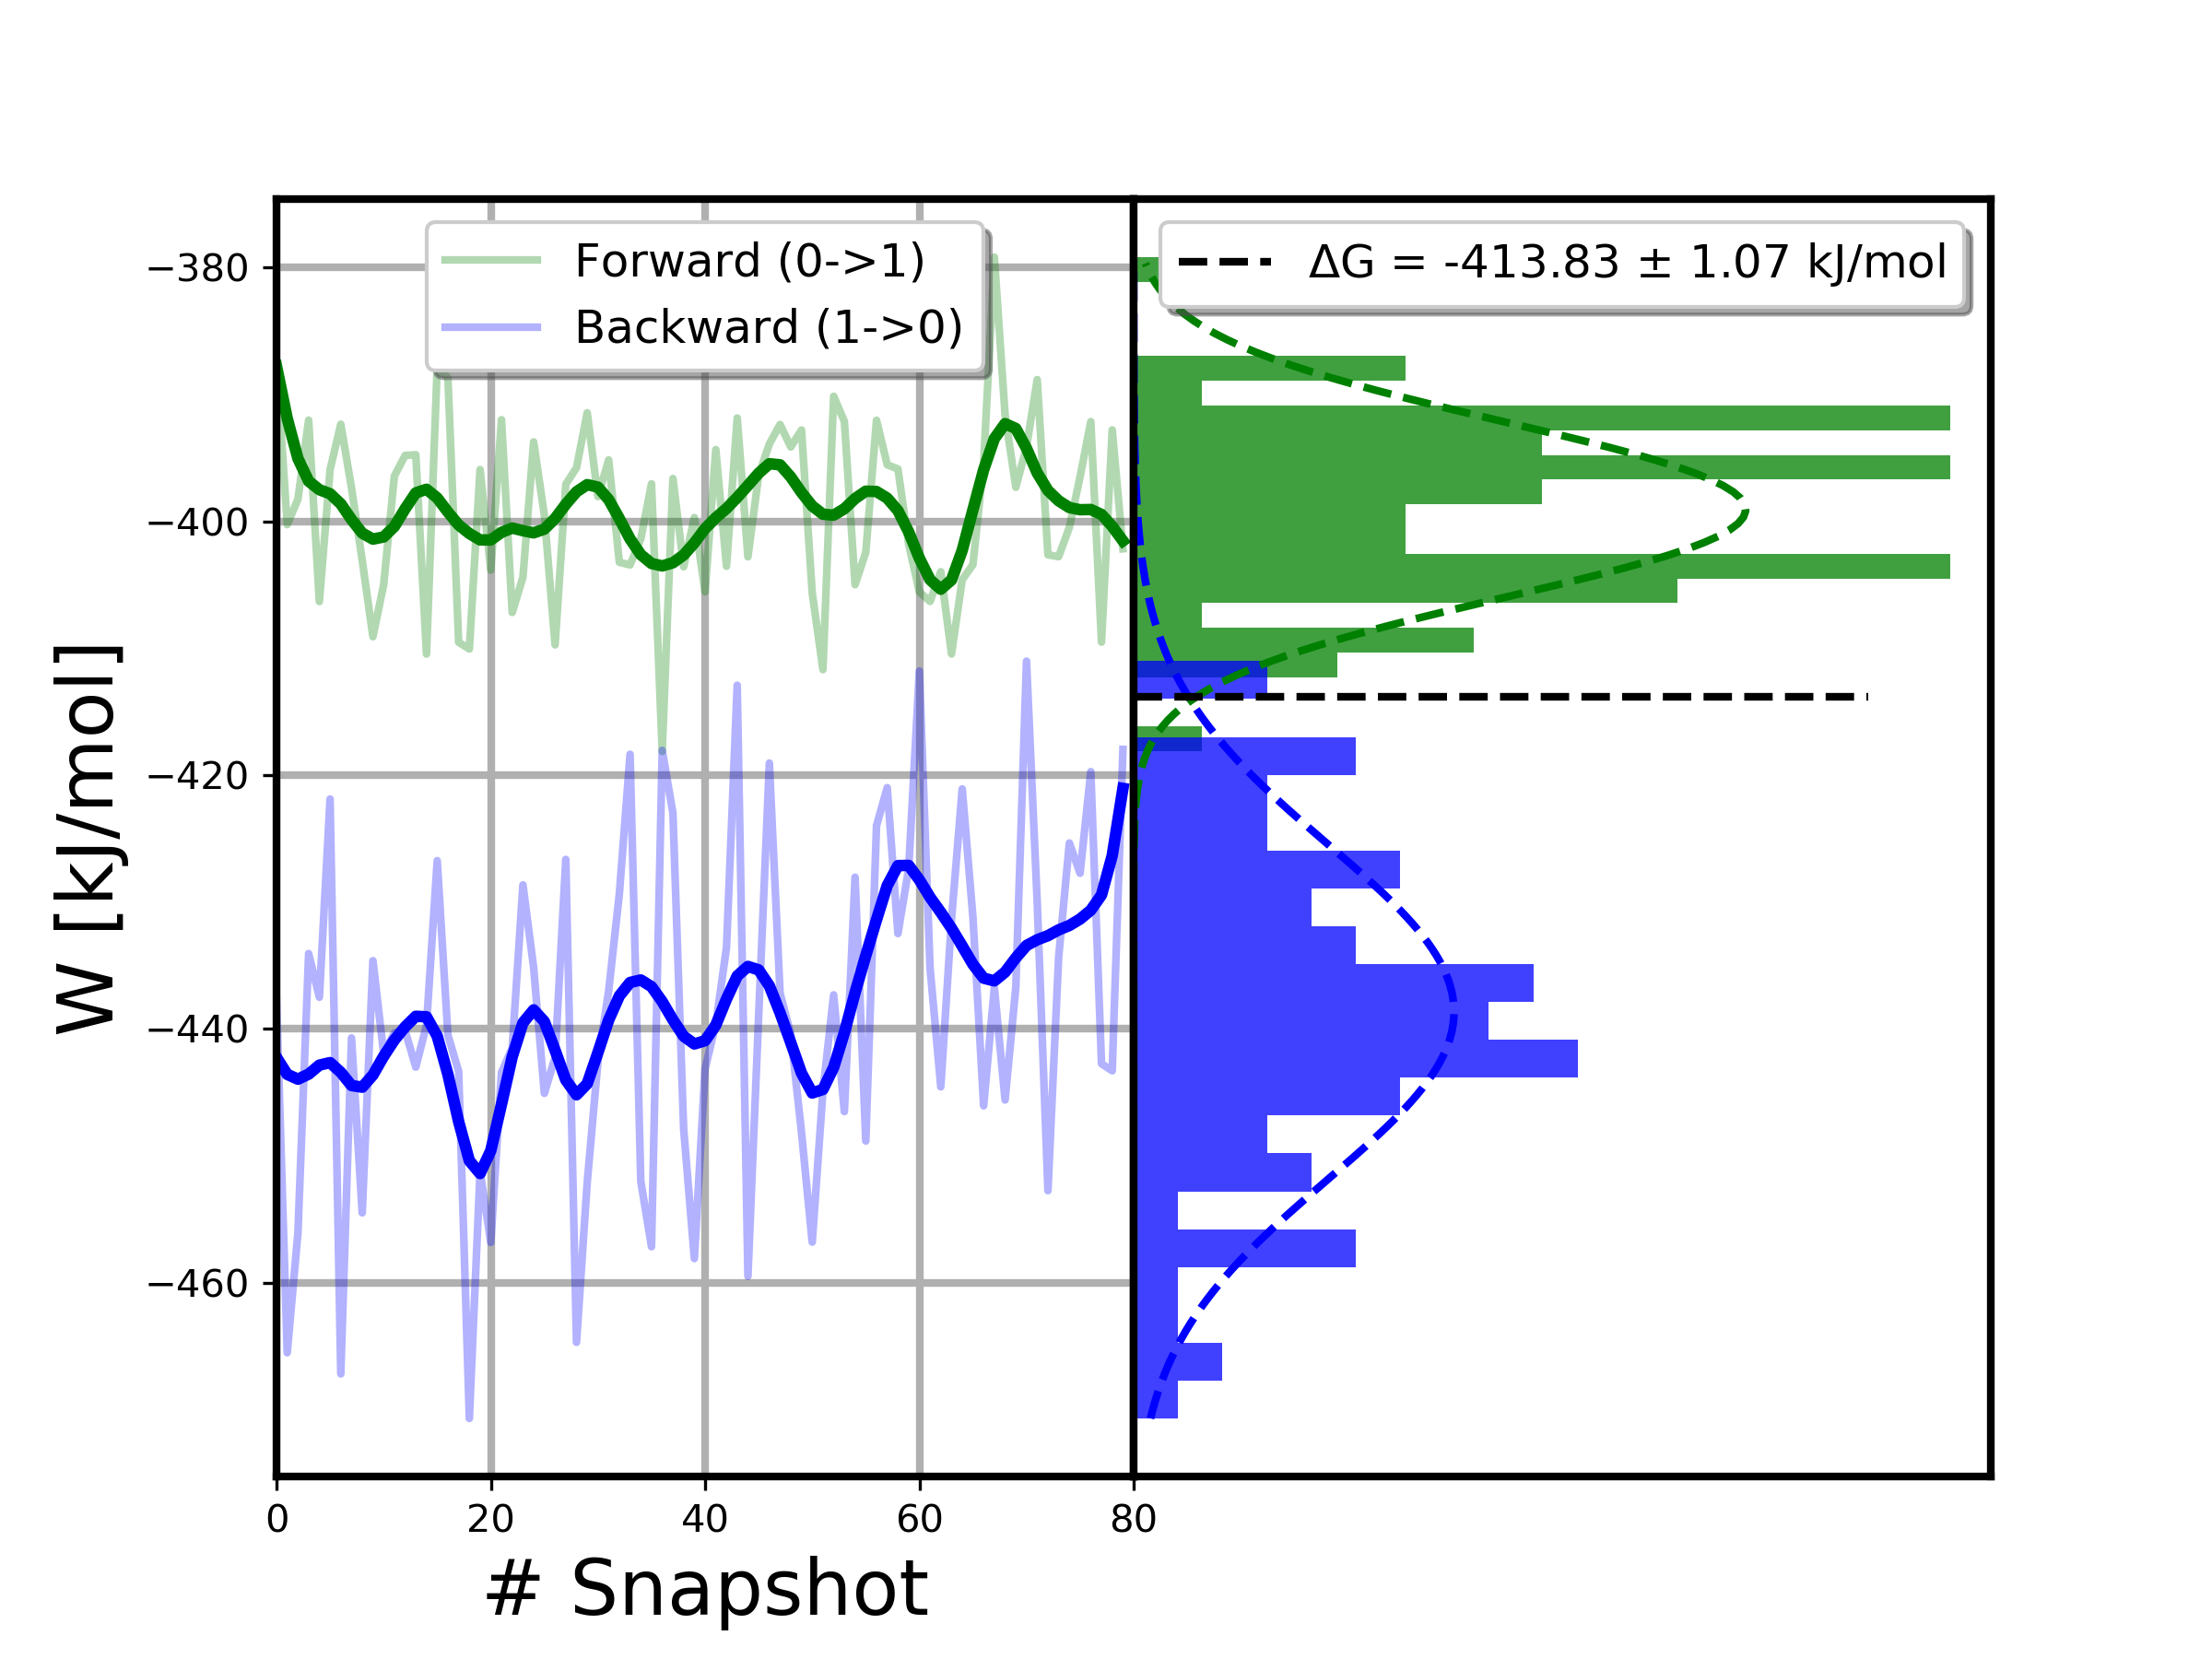 Forward (0->1)
Backward (1->0)
ΔG = -413.83 ± 1.07 kJ/mol
−380
−400
−420
−440
−460
W [kJ/mol]
0
20
40
60
80
# Snapshot